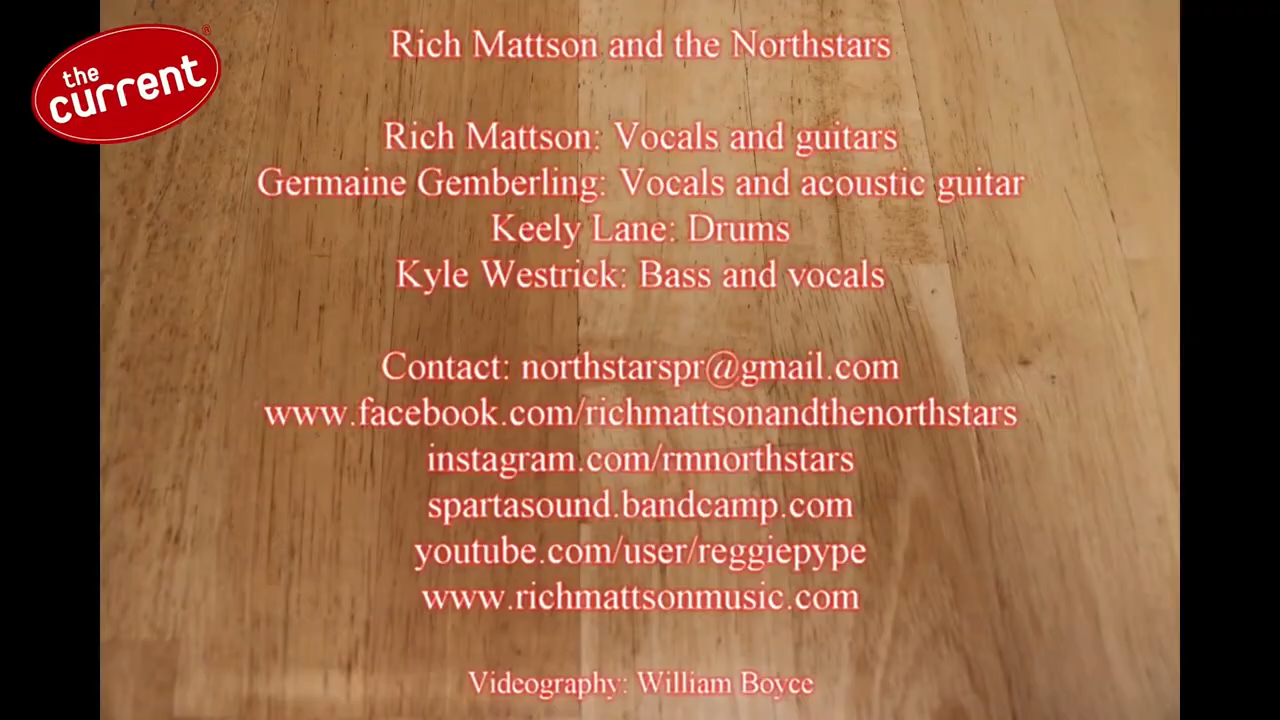 the
current®
Rich Mattson and the Northstars
Rich Mattson: Vocals and guitars
Germaine Gemberling: Vocals and acoustic guitar
Keely Lane: Drums
Kyle Westrick: Bass and vocals
Contact: northstarspr@gmail.com
www.facebook.com/richmattsonandthenorthstars
instagram.com/rmnorthstars
spartasound.bandcamp.com
youtube.com/user/reggiepype
www.richmattsonmusic.com
Videography: William Boyce